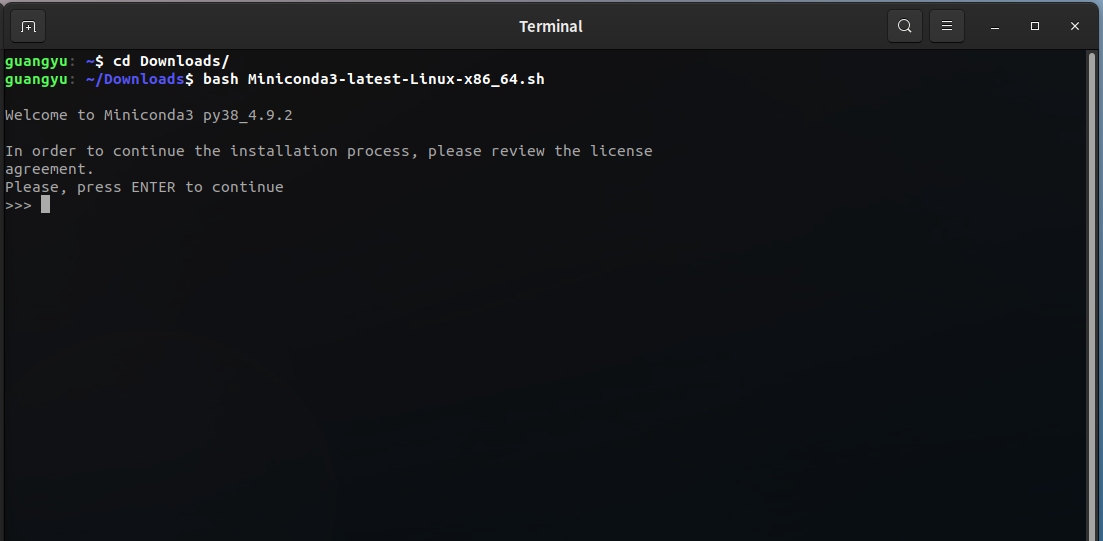 Terminal
guangyu: ~$ cd Downloads/
guangyu: ~/Downloads$ bash Miniconda3-latest-Linux-x86_64.sh
Welcome to Miniconda3 py38_4.9.2
In order to continue the installation process, please review the license
agreement.
Please, press ENTER to continue
>>>